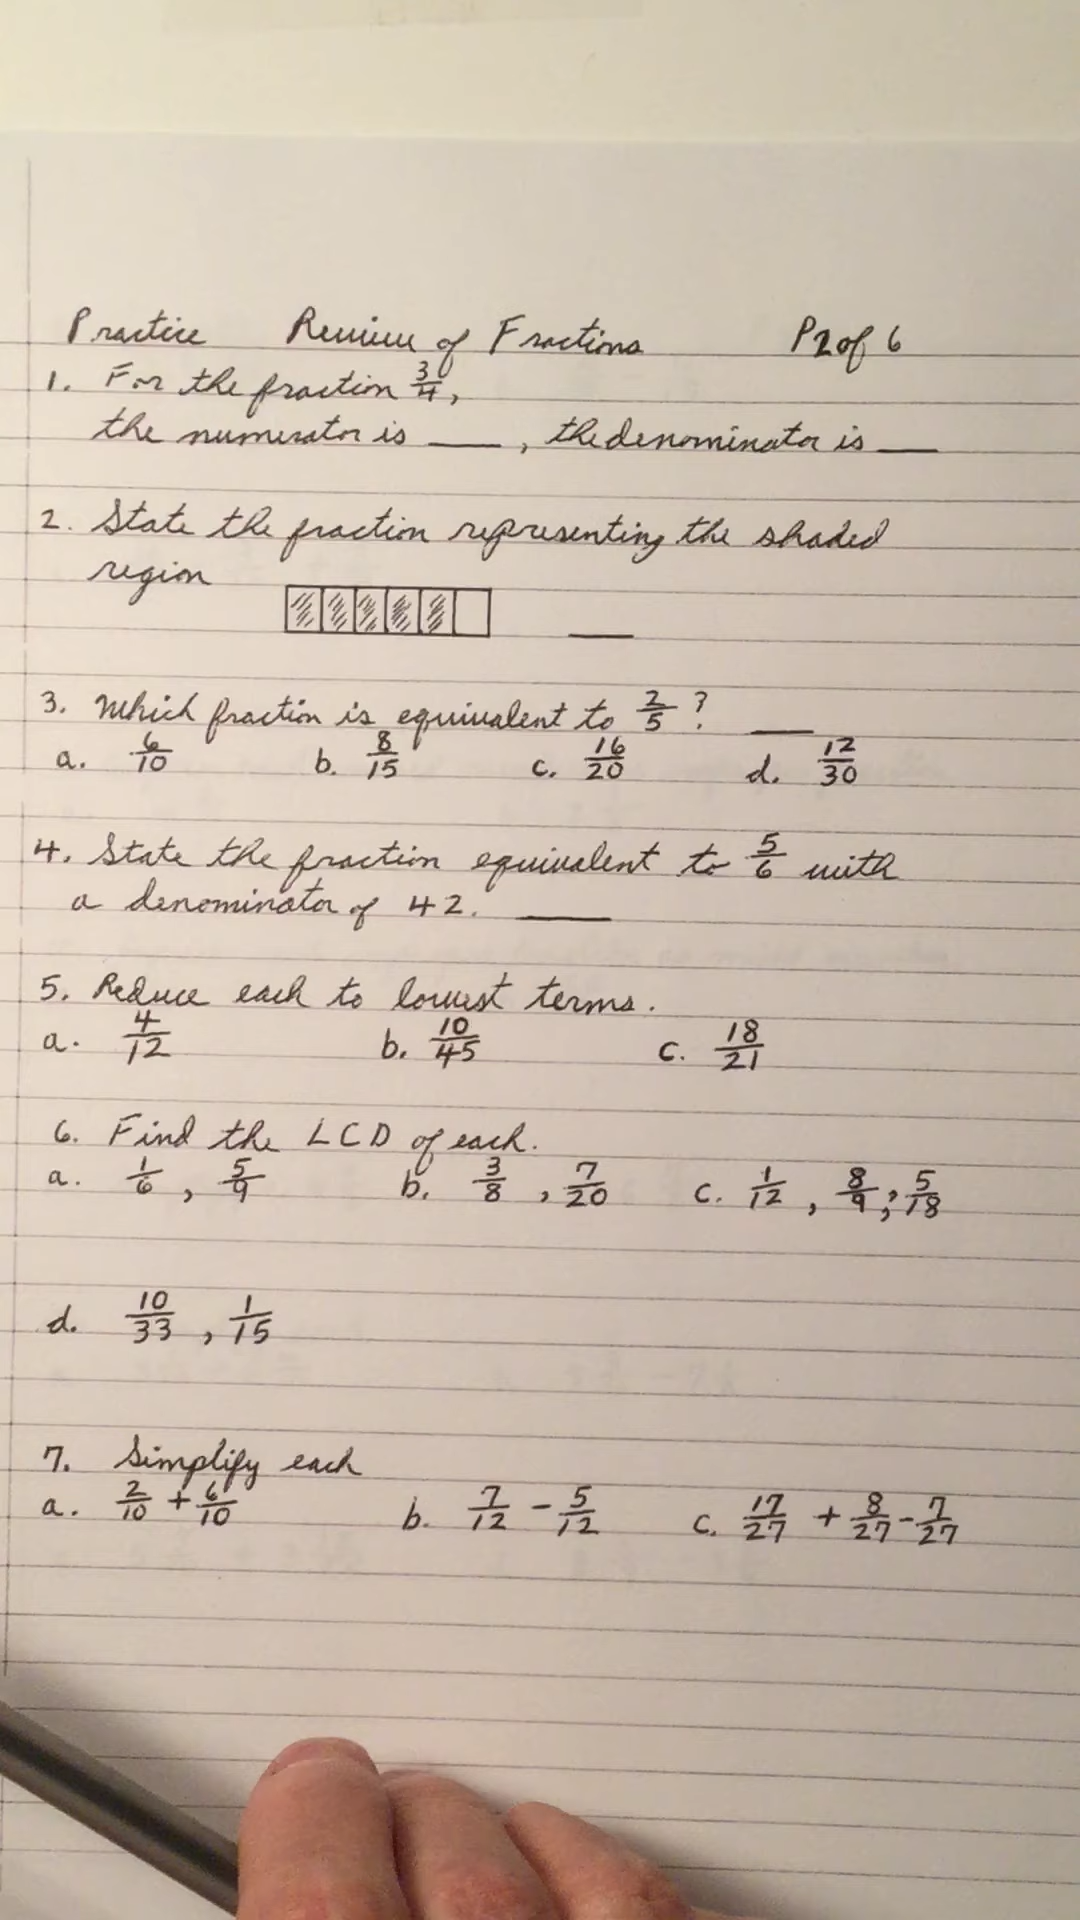 Practice Review of Fractions P2 of 6
1. For the fraction 3/4,
the numerator is ___, the denominator is ___
2. State the fraction representing the shaded
region ___
3. Which fraction is equivalent to 2/5? ___
a. 6/10 b. 8/15 c. 16/20 d. 12/30
4. State the fraction equivalent to 5/6 with
a denominator of 42. ___
5. Reduce each to lowest terms.
a. 4/12 b. 10/45 c. 18/21
6. Find the LCD of each.
a. 1/6, 5/9 b. 3/8, 7/20 c. 1/12, 8/9, 5/18
d. 10/33, 1/15
7. Simplify each
a. 2/10 + 6/10 b. 7/12 - 5/12 c. 17/27 + 8/27 - 7/27